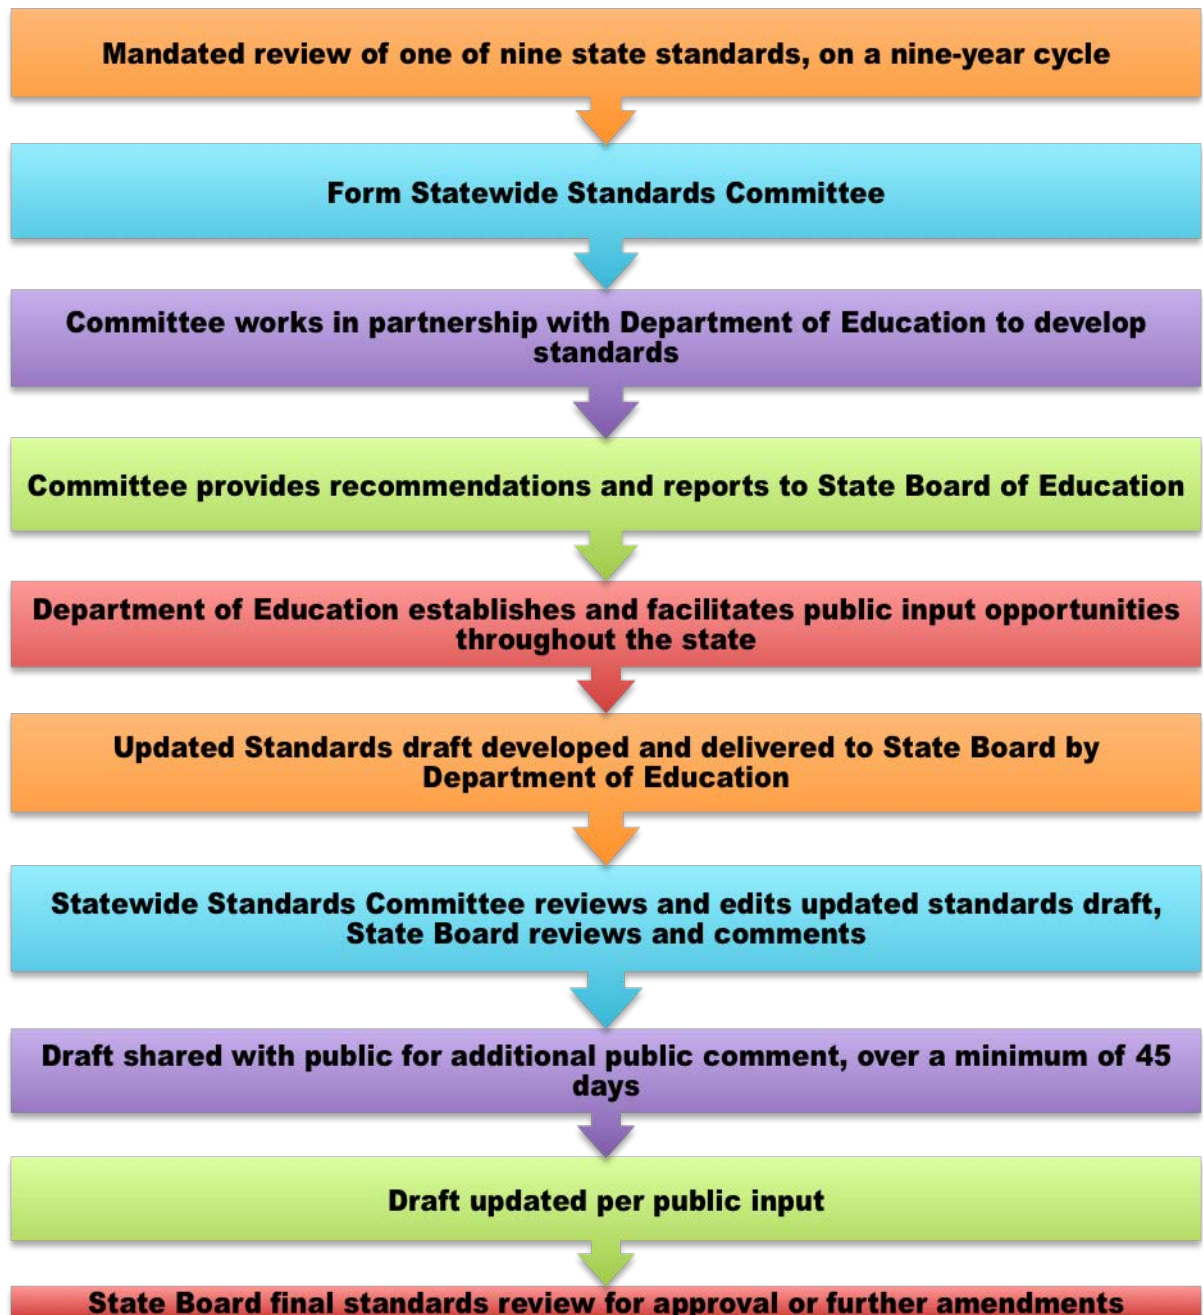 Mandated review of one of nine state standards, on a nine-year cycle
Form Statewide Standards Committee
Committee works in partnership with Department of Education to develop
standards
Committee provides recommendations and reports to State Board of Education
Department of Education establishes and facilitates public input opportunities
throughout the state
Updated Standards draft developed and delivered to State Board by
Department of Education
Statewide Standards Committee reviews and edits updated standards draft,
State Board reviews and comments
Draft shared with public for additional public comment, over a minimum of 45
days
Draft updated per public input
State Board final standards review for approval or further amendments